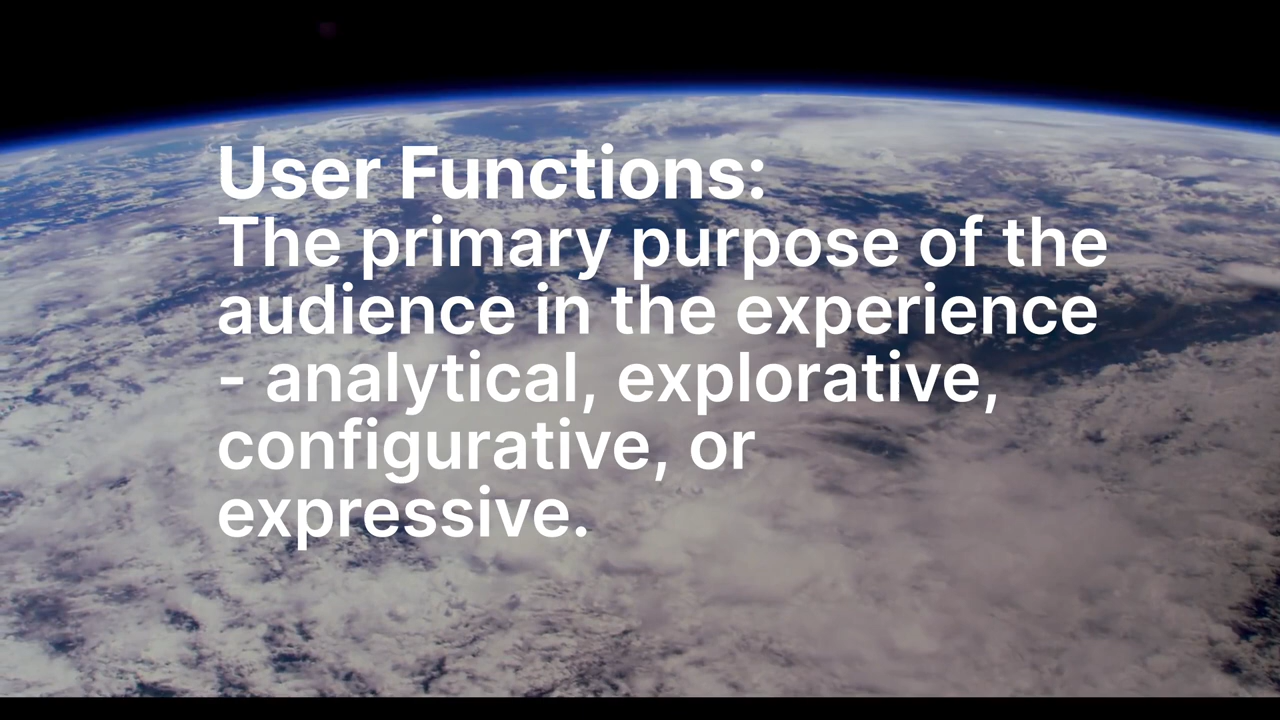 User Functions:
The primary purpose of the
audience in the experience
- analytical, explorative,
configurative, or
expressive.